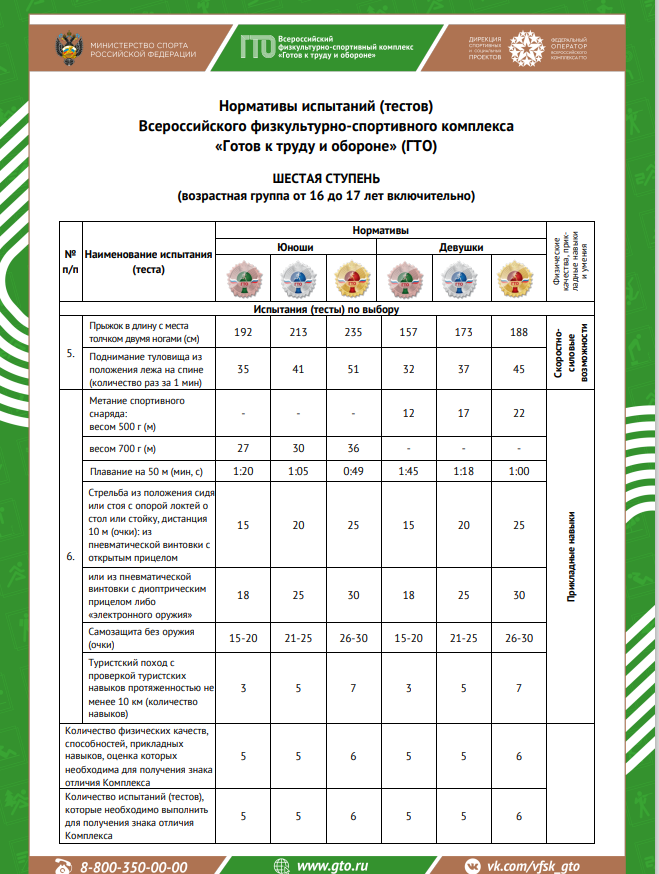 МИНИСТЕРСТВО СПОРТА
РОССИЙСКОЙ ФЕДЕРАЦИИ
ГТО
Всероссийский
физкультурно-спортивный комплекс
«Готов к труду и обороне»
ДИРЕКЦИЯ
СПОРТИВНЫХ
И СОЦИАЛЬНЫХ
ПРОЕКТОВ
ФЕДЕРАЛЬНЫЙ
ОПЕРАТОР
ВСЕРОССИЙСКОГО
КОМПЛЕКСА ГТО
Нормативы испытаний (тестов)
Всероссийского физкультурно-спортивного комплекса
«Готов к труду и обороне» (ГТО)
ШЕСТАЯ СТУПЕНЬ
(возрастная группа от 16 до 17 лет включительно)
№
п/п
Наименование испытания
(теста)
Нормативы
Юноши
Девушки
ГТО ГТО ГТО ГТО ГТО ГТО
Физические
качества, прик-
ладные навыки
и умения
Испытания (тесты) по выбору
5.
Прыжок в длину с места
толчком двумя ногами (см)
192 213 235 157 173 188
Поднимание туловища из
положения лежа на спине
(количество раз за 1 мин)
35 41 51 32 37 45
Скоростно-
силовые
возможности
6.
Метание спортивного
снаряда:
весом 500 г (м)
- - - 12 17 22
весом 700 г (м)
27 30 36 - - -
Плавание на 50 м (мин, с)
1:20 1:05 0:49 1:45 1:18 1:00
Стрельба из положения сидя
или стоя с опорой локтей о
стол или стойку, дистанция
10 м (очки): из
пневматической винтовки с
открытым прицелом
15 20 25 15 20 25
или из пневматической
винтовки с диоптрическим
прицелом либо
«электронного оружия»
18 25 30 18 25 30
Самозащита без оружия
(очки)
15-20 21-25 26-30 15-20 21-25 26-30
Туристский поход с
проверкой туристских
навыков протяженностью не
менее 10 км (количество
навыков)
3 5 7 3 5 7
Прикладные навыки
Количество физических качеств,
способностей, прикладных
навыков, оценка которых
необходима для получения знака
отличия Комплекса
5 5 6 5 5 6
Количество испытаний (тестов),
которые необходимо выполнить
для получения знака отличия
Комплекса
5 5 6 5 5 6
8-800-350-00-00
www.gto.ru
vk.com/vfsk_gto